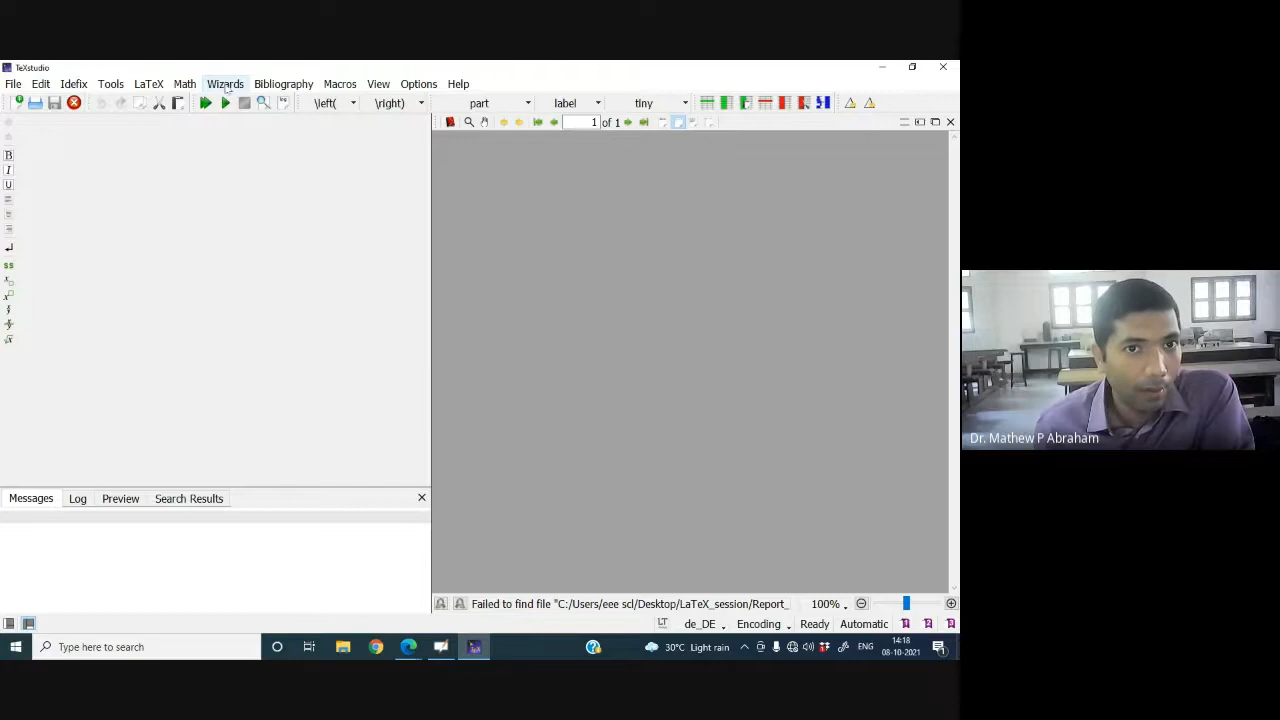 TeXstudio
File Edit Idefix Tools LaTeX Math Wizards Bibliography Macros View Options Help
\left( \right) part label tiny
1 of 1
B
I
U
Messages Log Preview Search Results
Failed to find file "C:/Users/eee scl/Desktop/LaTeX_session/Report_ 100%
LT de_DE Encoding Ready Automatic
Type here to search
30°C Light rain ENG 14:18
08-10-2021
Dr. Mathew P Abraham